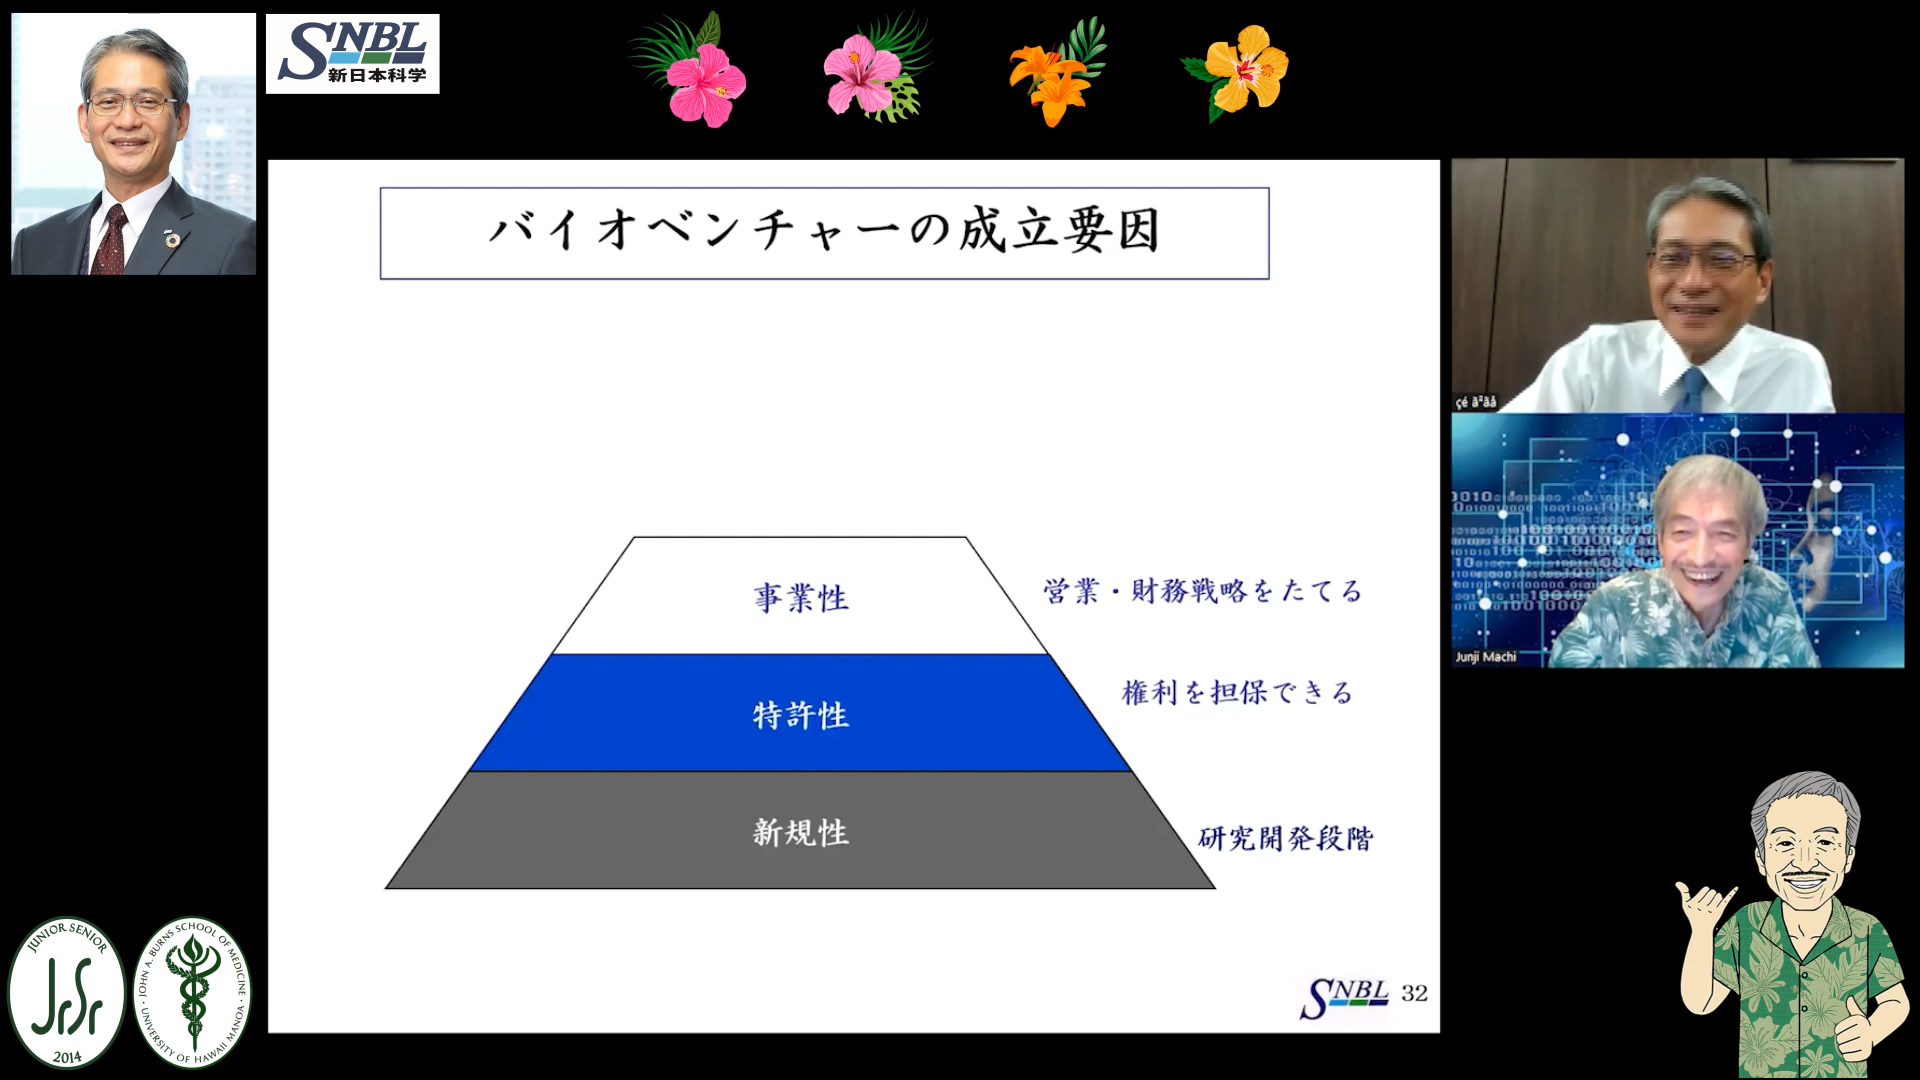 SNBL
新日本科学
バイオベンチャーの成立要因
事業性
営業・財務戦略をたてる
特許性
権利を担保できる
新規性
研究開発段階
SNBL 32
çé ã²ãå
Junji Machi
JUNIOR SENIOR
JrSr
2014
JOHN A. BURNS SCHOOL OF MEDICINE
UNIVERSITY OF HAWAII MANOA